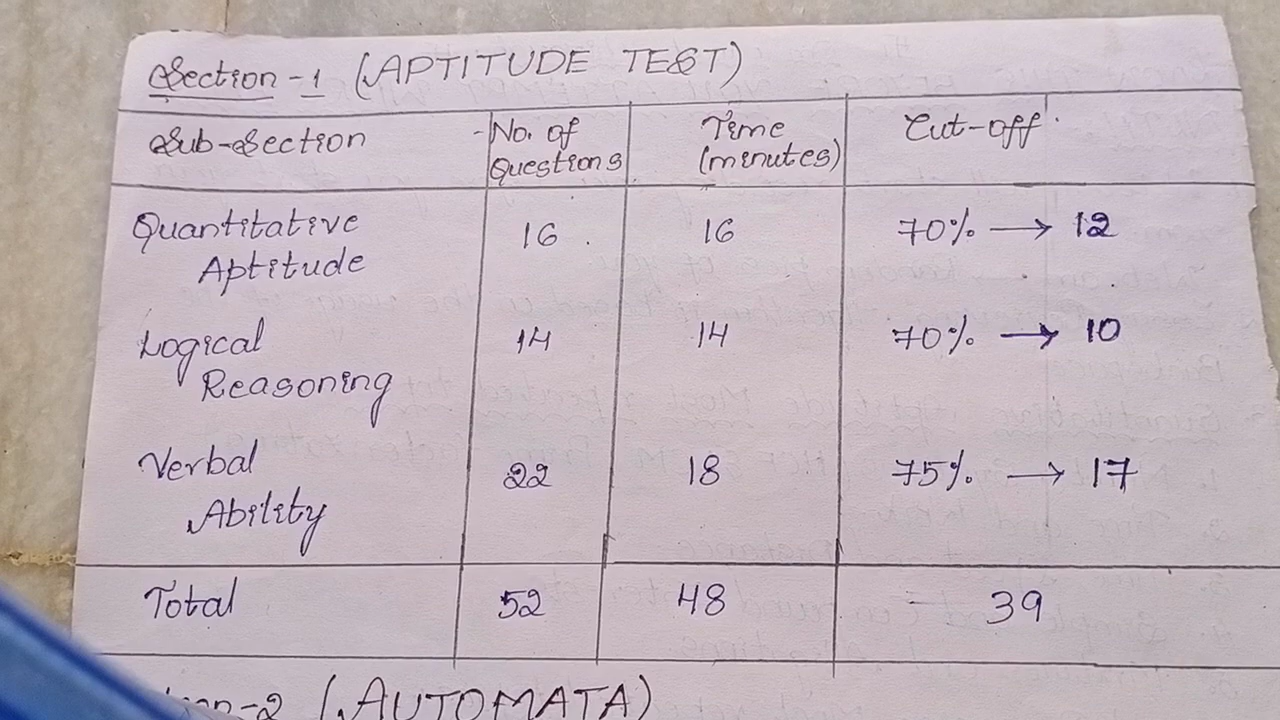 Section-1 (APTITUDE TEST)
Sub-Section No. of Questions Time (minutes) Cut-off
Quantitative Aptitude 16 16 70% → 12
Logical Reasoning 14 14 70% → 10
Verbal Ability 22 18 75% → 17
Total 52 48 39
-2 (AUTOMATA)